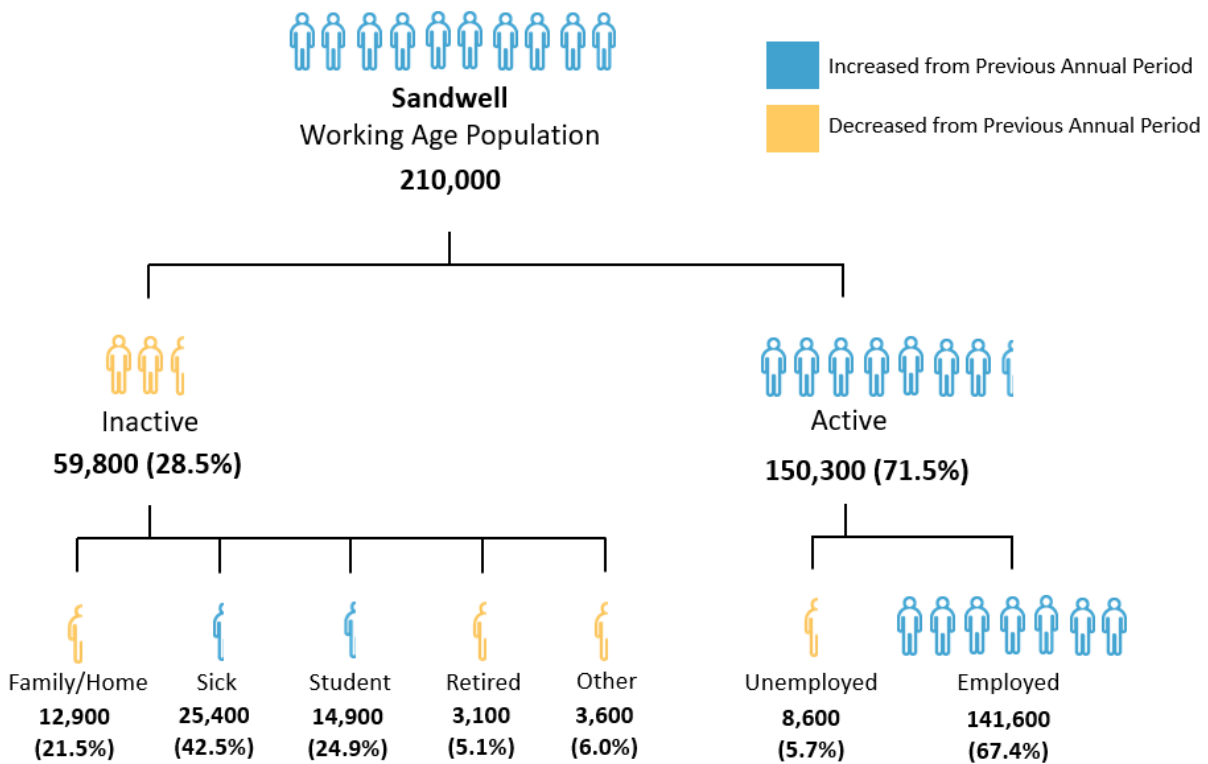 Sandwell
Working Age Population
210,000
Increased from Previous Annual Period
Decreased from Previous Annual Period
Inactive
59,800 (28.5%)
Active
150,300 (71.5%)
Family/Home
12,900
(21.5%)
Sick
25,400
(42.5%)
Student
14,900
(24.9%)
Retired
3,100
(5.1%)
Other
3,600
(6.0%)
Unemployed
8,600
(5.7%)
Employed
141,600
(67.4%)